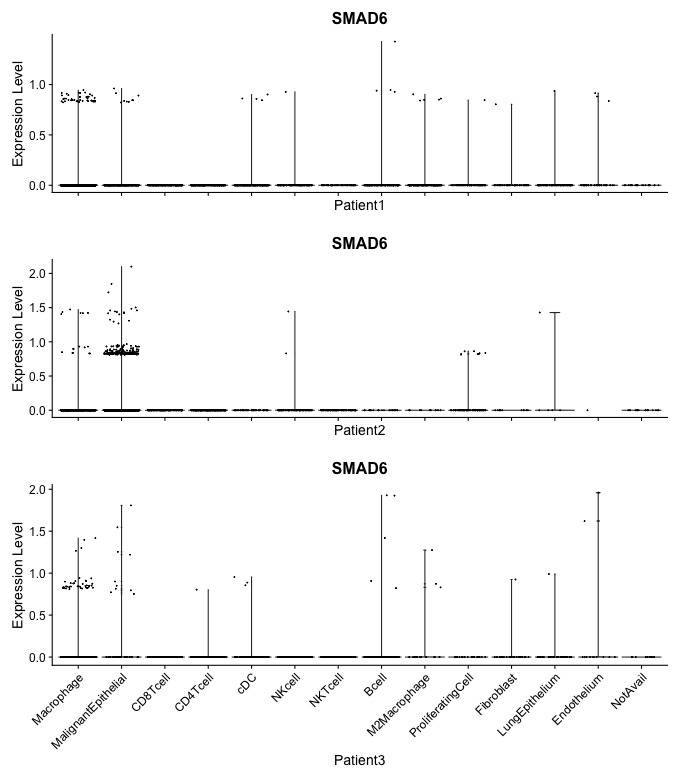 SMAD6
Expression Level
1.0
0.5
0.0
Patient1
SMAD6
Expression Level
2.0
1.5
1.0
0.5
0.0
Patient2
SMAD6
Expression Level
2.0
1.5
1.0
0.5
0.0
Macrophage
MalignantEpithelial
CD8Tcell
CD4Tcell
cDC
NKcell
NKTcell
Bcell
M2Macrophage
ProliferatingCell
Fibroblast
LungEpithelium
Endothelium
NotAvail
Patient3